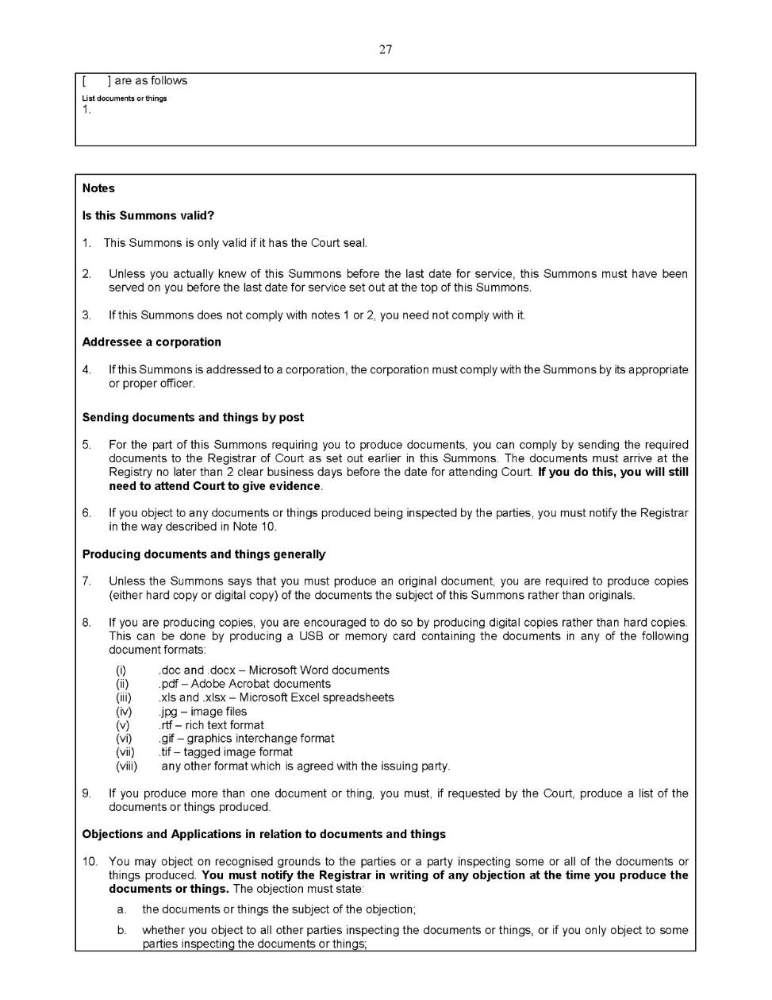 27
[ ] are as follows
List documents or things
1.
Notes
Is this Summons valid?
1. This Summons is only valid if it has the Court seal.
2. Unless you actually knew of this Summons before the last date for service, this Summons must have been
served on you before the last date for service set out at the top of this Summons.
3. If this Summons does not comply with notes 1 or 2, you need not comply with it.
Addressee a corporation
4. If this Summons is addressed to a corporation, the corporation must comply with the Summons by its appropriate
or proper officer.
Sending documents and things by post
5. For the part of this Summons requiring you to produce documents, you can comply by sending the required
documents to the Registrar of Court as set out earlier in this Summons. The documents must arrive at the
Registry no later than 2 clear business days before the date for attending Court. If you do this, you will still
need to attend Court to give evidence.
6. If you object to any documents or things produced being inspected by the parties, you must notify the Registrar
in the way described in Note 10.
Producing documents and things generally
7. Unless the Summons says that you must produce an original document, you are required to produce copies
(either hard copy or digital copy) of the documents the subject of this Summons rather than originals.
8. If you are producing copies, you are encouraged to do so by producing digital copies rather than hard copies.
This can be done by producing a USB or memory card containing the documents in any of the following
document formats:
(i) .doc and .docx – Microsoft Word documents
(ii) .pdf – Adobe Acrobat documents
(iii) .xls and .xlsx – Microsoft Excel spreadsheets
(iv) .jpg – image files
(v) .rtf – rich text format
(vi) .gif – graphics interchange format
(vii) .tif – tagged image format
(viii) any other format which is agreed with the issuing party.
9. If you produce more than one document or thing, you must, if requested by the Court, produce a list of the
documents or things produced.
Objections and Applications in relation to documents and things
10. You may object on recognised grounds to the parties or a party inspecting some or all of the documents or
things produced. You must notify the Registrar in writing of any objection at the time you produce the
documents or things. The objection must state:
a. the documents or things the subject of the objection;
b. whether you object to all other parties inspecting the documents or things, or if you only object to some
parties inspecting the documents or things;